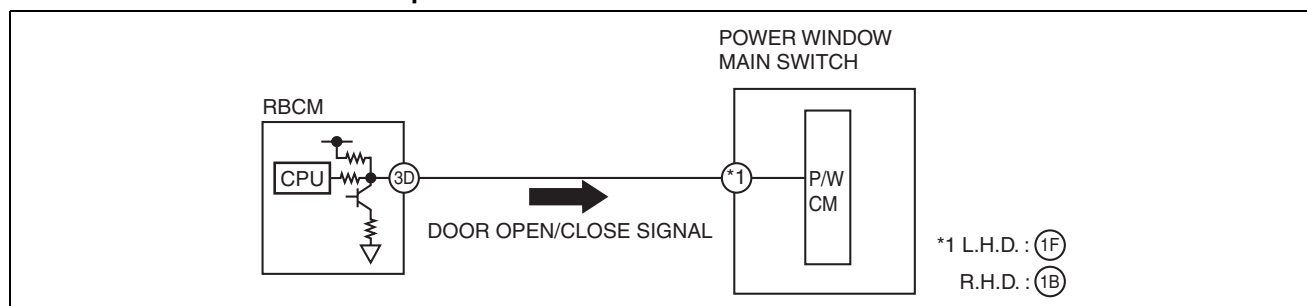 POWER WINDOW
MAIN SWITCH
RBCM
CPU
3D
*1
P/W
CM
DOOR OPEN/CLOSE SIGNAL
*1 L.H.D. : 1F
R.H.D. : 1B